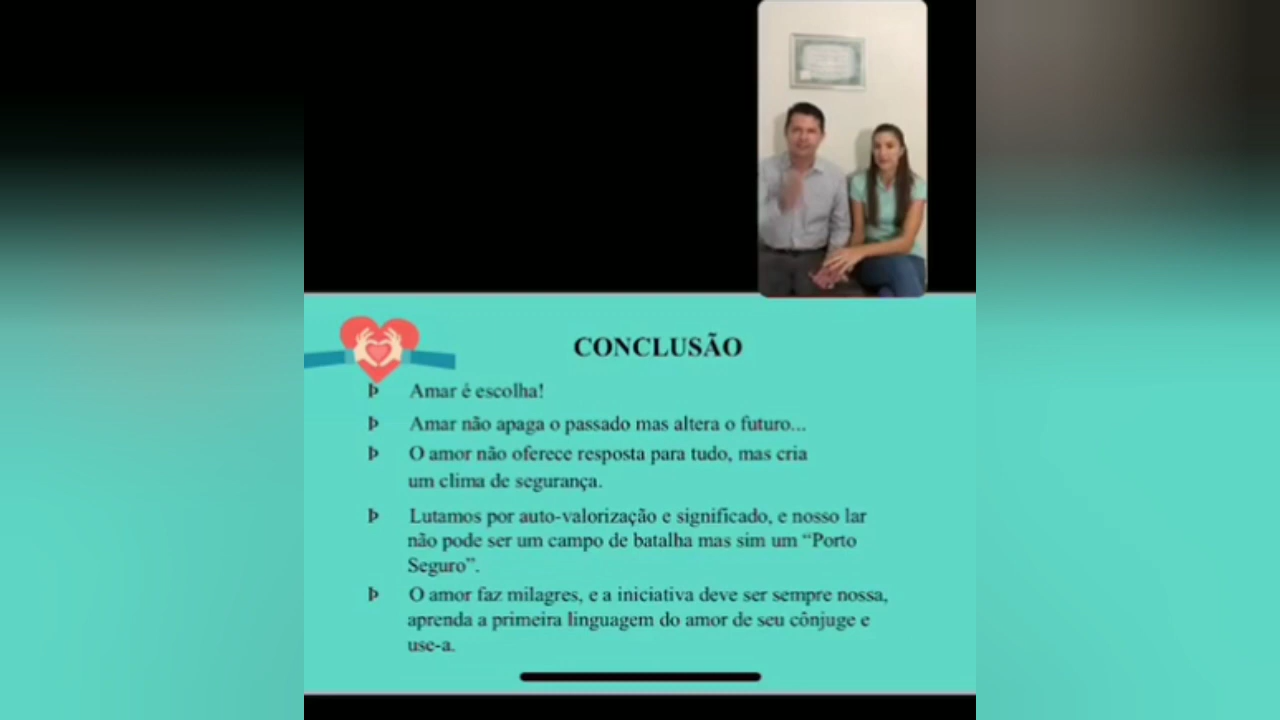 CONCLUSÃO
Þ Amar é escolha!
Þ Amar não apaga o passado mas altera o futuro...
Þ O amor não oferece resposta para tudo, mas cria
um clima de segurança.
Þ Lutamos por auto-valorização e significado, e nosso lar
não pode ser um campo de batalha mas sim um “Porto
Seguro”.
Þ O amor faz milagres, e a iniciativa deve ser sempre nossa,
aprenda a primeira linguagem do amor de seu cônjuge e
use-a.